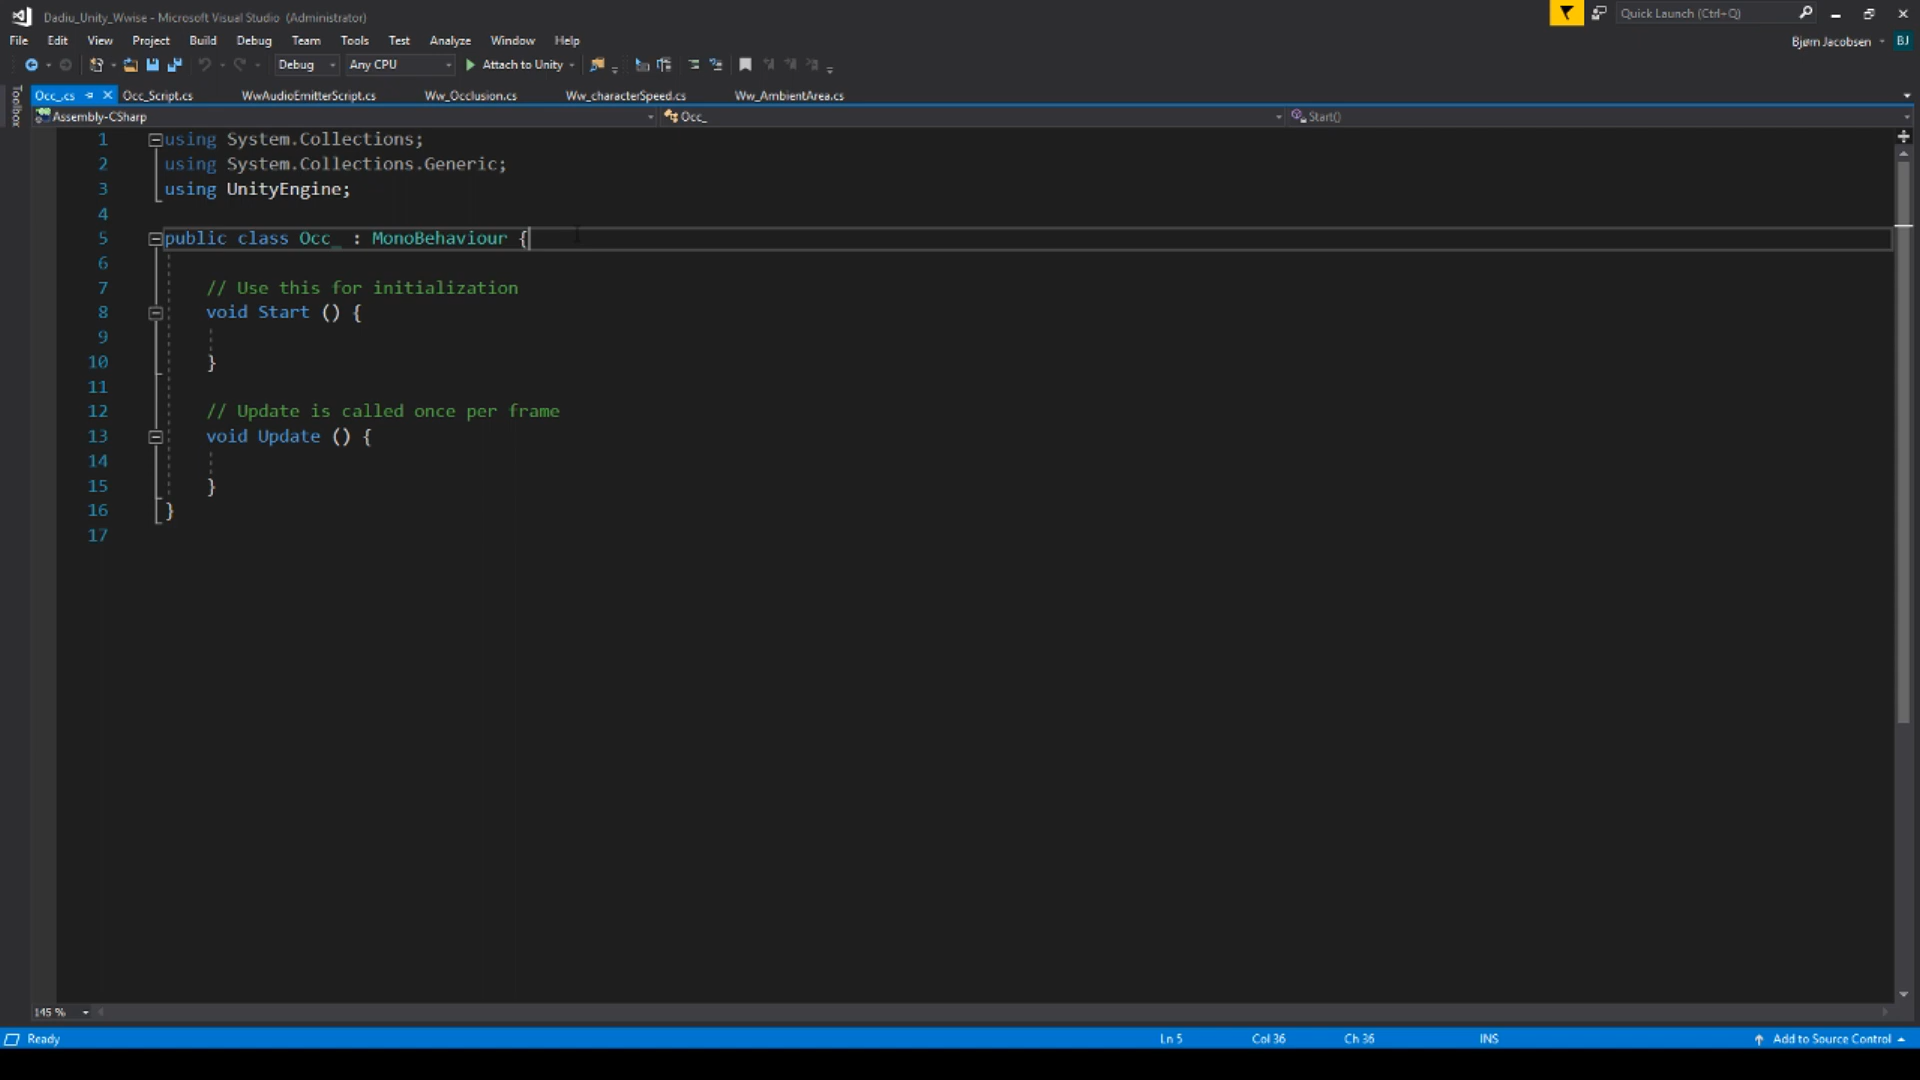 Dadiu_Unity_Wwise - Microsoft Visual Studio (Administrator)
Quick Launch (Ctrl+Q)
File Edit View Project Build Debug Team Tools Test Analyze Window Help
Bjørn Jacobsen BJ
Debug Any CPU Attach to Unity
Toolbox
Occ_.cs Occ_Script.cs WwAudioEmitterScript.cs Ww_Occlusion.cs Ww_characterSpeed.cs Ww_AmbientArea.cs
Assembly-CSharp Occ_ Start()
1 using System.Collections;
2 using System.Collections.Generic;
3 using UnityEngine;
4
5 public class Occ_ : MonoBehaviour {
6
7 // Use this for initialization
8 void Start () {
9
10 }
11
12 // Update is called once per frame
13 void Update () {
14
15 }
16 }
17
145 %
Ready Ln 5 Col 36 Ch 36 INS Add to Source Control